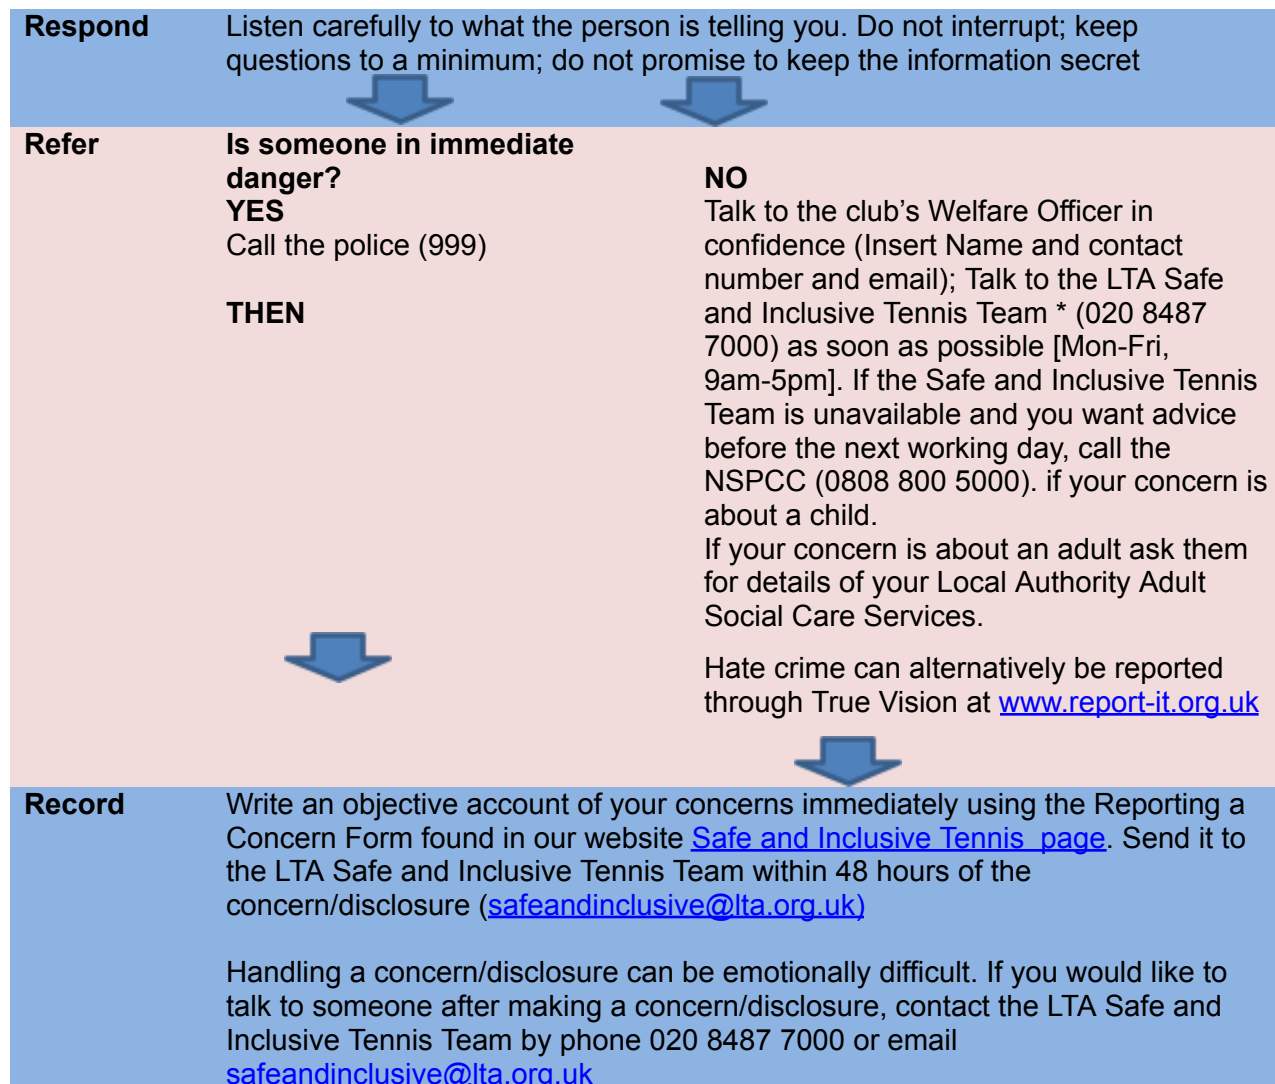 Respond
Listen carefully to what the person is telling you. Do not interrupt; keep
questions to a minimum; do not promise to keep the information secret
Refer
Is someone in immediate
danger?
YES
Call the police (999)
THEN
NO
Talk to the club’s Welfare Officer in
confidence (Insert Name and contact
number and email); Talk to the LTA Safe
and Inclusive Tennis Team * (020 8487
7000) as soon as possible [Mon-Fri,
9am-5pm]. If the Safe and Inclusive Tennis
Team is unavailable and you want advice
before the next working day, call the
NSPCC (0808 800 5000). if your concern is
about a child.
If your concern is about an adult ask them
for details of your Local Authority Adult
Social Care Services.
Hate crime can alternatively be reported
through True Vision at www.report-it.org.uk
Record
Write an objective account of your concerns immediately using the Reporting a
Concern Form found in our website Safe and Inclusive Tennis  page. Send it to
the LTA Safe and Inclusive Tennis Team within 48 hours of the
concern/disclosure (safeandinclusive@lta.org.uk)
Handling a concern/disclosure can be emotionally difficult. If you would like to
talk to someone after making a concern/disclosure, contact the LTA Safe and
Inclusive Tennis Team by phone 020 8487 7000 or email
safeandinclusive@lta.org.uk